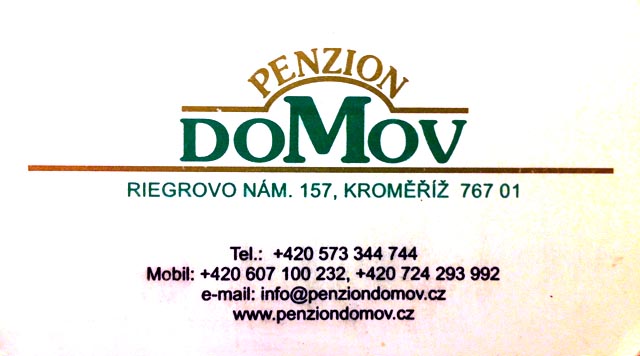 PENZION
DOMOV
RIEGROVO NÁM. 157, KROMĚŘÍŽ 767 01
Tel.: +420 573 344 744
Mobil: +420 607 100 232, +420 724 293 992
e-mail: info@penziondomov.cz
www.penziondomov.cz